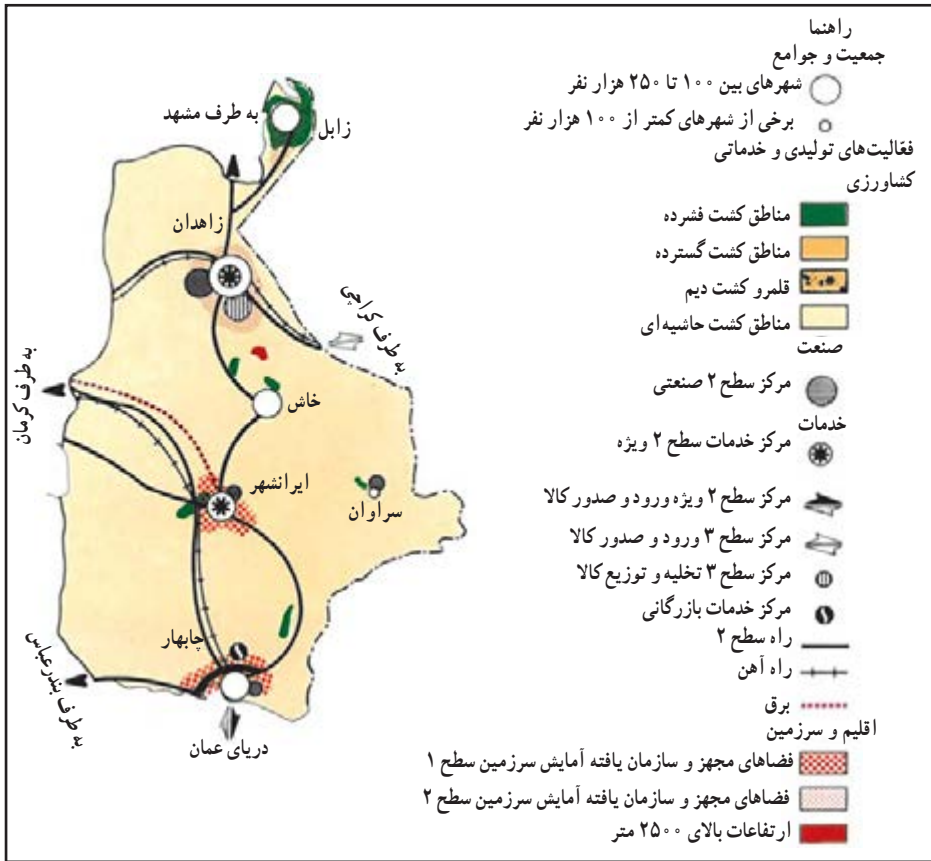 راهنما
جمعیت و جوامع
شهرهای بین ۱۰۰ تا ۲۵۰ هزار نفر
برخی از شهرهای کمتر از ۱۰۰ هزار نفر
فعّالیت‌های تولیدی و خدماتی
کشاورزی
مناطق کشت فشرده
مناطق کشت گسترده
قلمرو کشت دیم
مناطق کشت حاشیه‌ای
صنعت
مرکز سطح ۲ صنعتی
خدمات
مرکز خدمات سطح ۲ ویژه
مرکز سطح ۲ ویژه ورود و صدور کالا
مرکز سطح ۳ ورود و صدور کالا
مرکز سطح ۳ تخلیه و توزیع کالا
مرکز خدمات بازرگانی
راه سطح ۲
راه آهن
برق
اقلیم و سرزمین
فضاهای مجهز و سازمان یافته آمایش سرزمین سطح ۱
فضاهای مجهز و سازمان یافته آمایش سرزمین سطح ۲
ارتفاعات بالای ۲۵۰۰ متر
به طرف مشهد
زابل
زاهدان
به طرف کراچی
به طرف کرمان
خاش
ایرانشهر
سراوان
چابهار
به طرف بندرعباس
دریای عمان